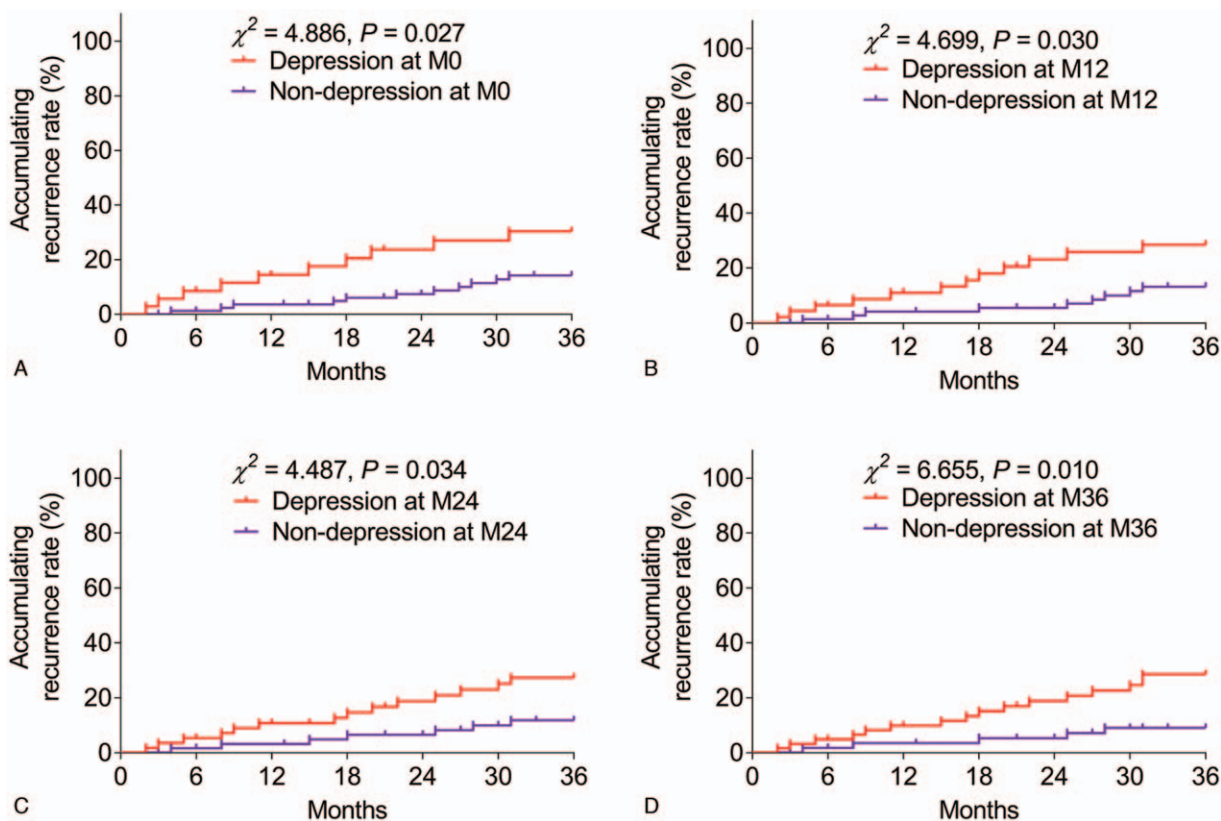 χ² = 4.886, P = 0.027
Depression at M0
Non-depression at M0
Accumulating
recurrence rate (%)
100
80
60
40
20
0
0 6 12 18 24 30 36
Months
A
χ² = 4.699, P = 0.030
Depression at M12
Non-depression at M12
Accumulating
recurrence rate (%)
100
80
60
40
20
0
0 6 12 18 24 30 36
Months
B
χ² = 4.487, P = 0.034
Depression at M24
Non-depression at M24
Accumulating
recurrence rate (%)
100
80
60
40
20
0
0 6 12 18 24 30 36
Months
C
χ² = 6.655, P = 0.010
Depression at M36
Non-depression at M36
Accumulating
recurrence rate (%)
100
80
60
40
20
0
0 6 12 18 24 30 36
Months
D